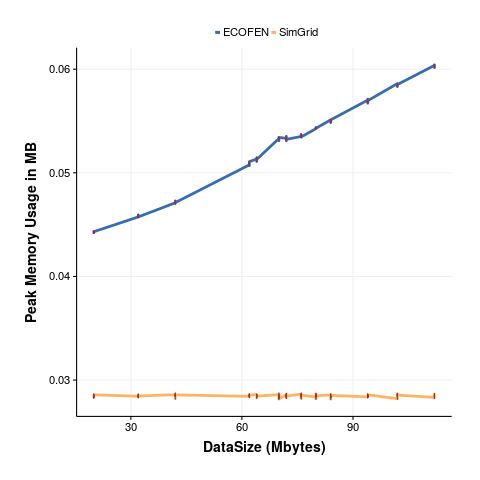 ECOFEN SimGrid
0.06
0.05
0.04
0.03
Peak Memory Usage in MB
30 60 90
DataSize (Mbytes)